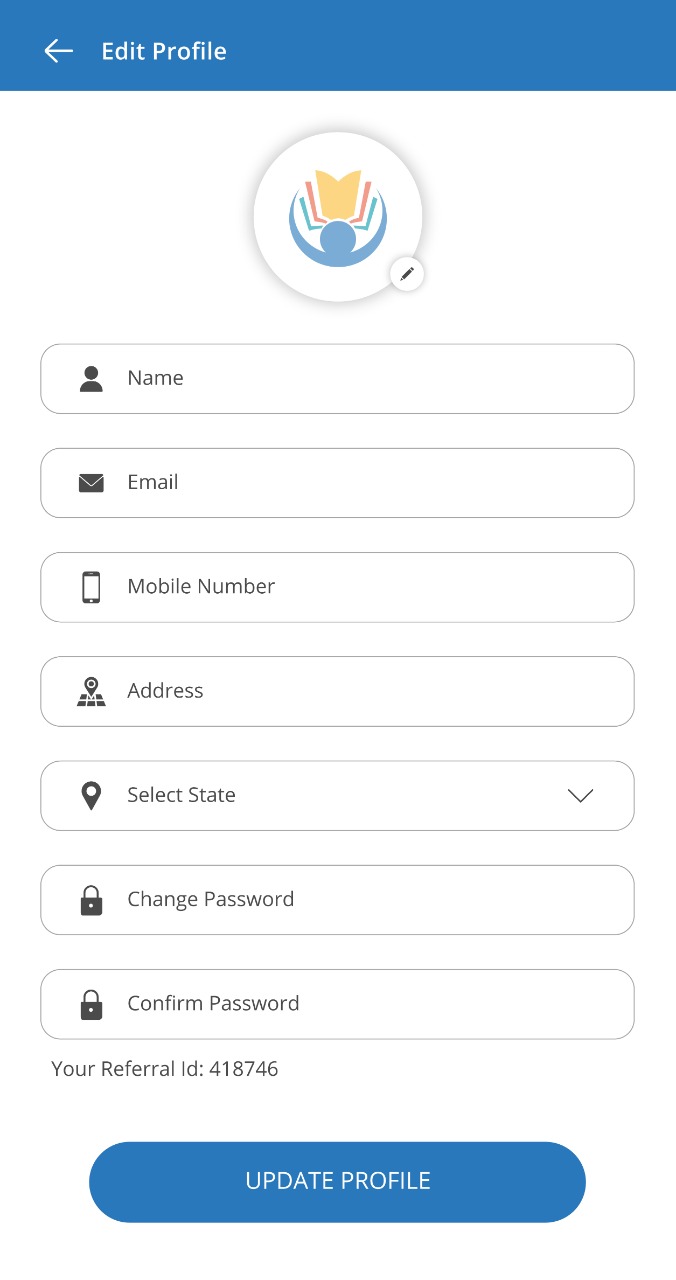 Edit Profile
Name
Email
Mobile Number
Address
Select State
Change Password
Confirm Password
Your Referral Id: 418746
UPDATE PROFILE